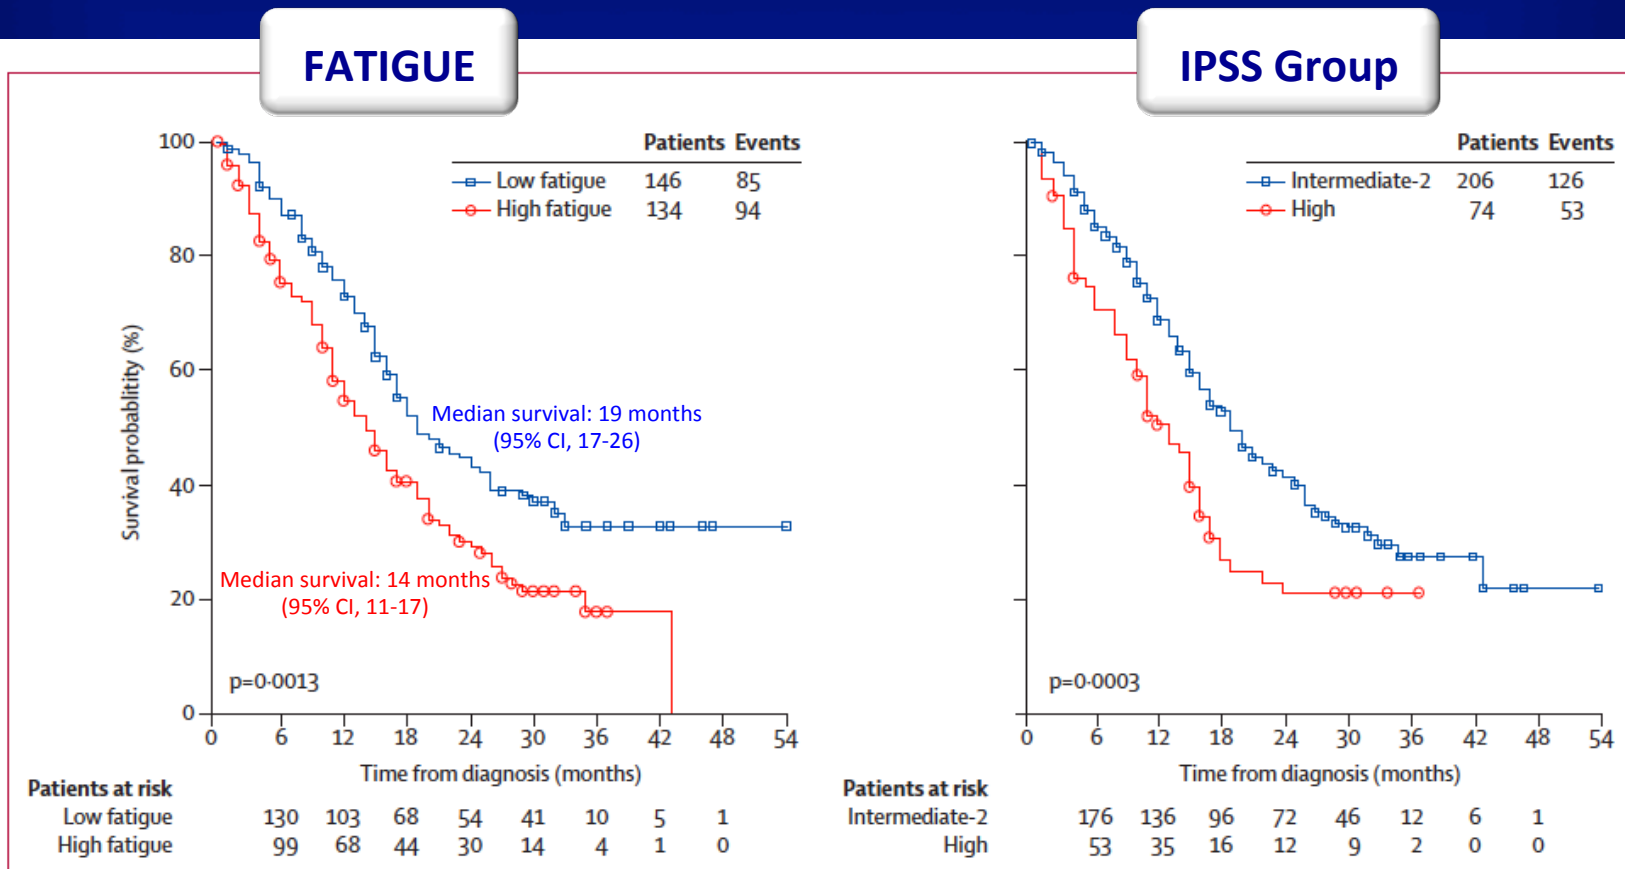 FATIGUE
IPSS Group
Patients Events
Low fatigue 146 85
High fatigue 134 94
100
80
60
40
20
0
Survival probablitity (%)
Median survival: 19 months
(95% CI, 17-26)
Median survival: 14 months
(95% CI, 11-17)
p=0·0013
0 6 12 18 24 30 36 42 48 54
Time from diagnosis (months)
Patients at risk
Low fatigue 130 103 68 54 41 10 5 1
High fatigue 99 68 44 30 14 4 1 0
Patients Events
Intermediate-2 206 126
High 74 53
p=0·0003
0 6 12 18 24 30 36 42 48 54
Time from diagnosis (months)
Patients at risk
Intermediate-2 176 136 96 72 46 12 6 1
High 53 35 16 12 9 2 0 0